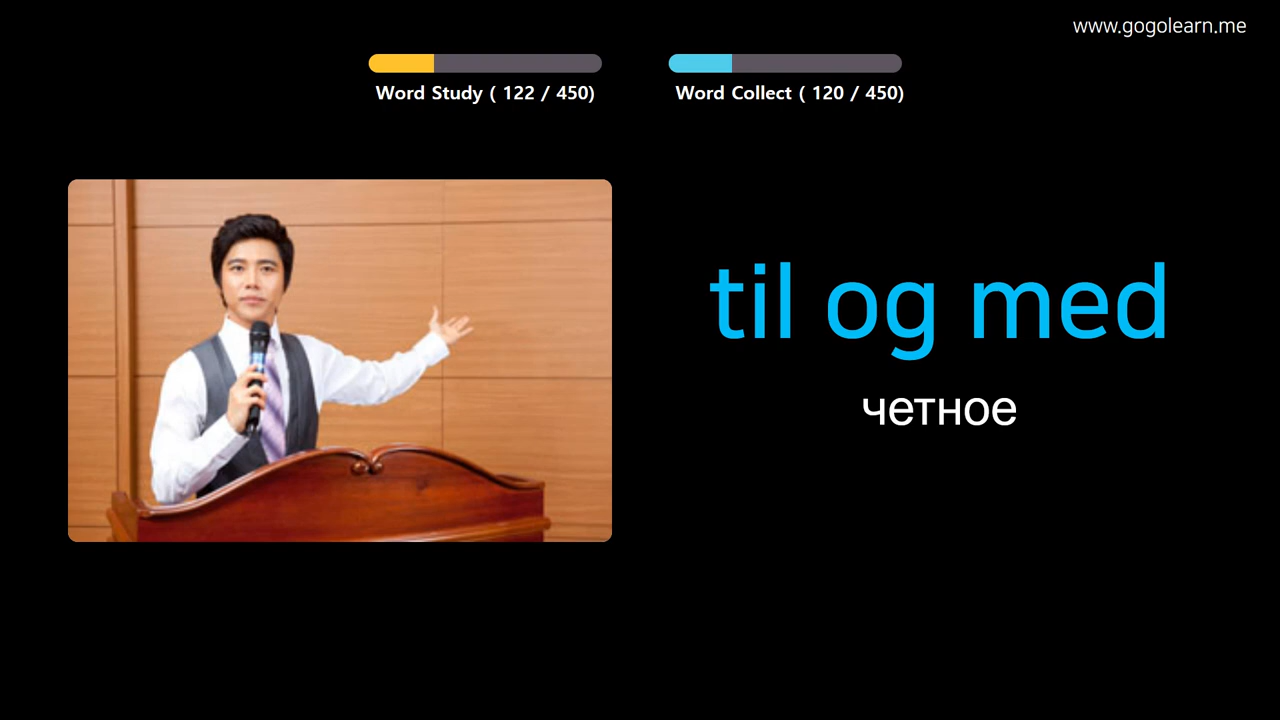 www.gogolearn.me
Word Study ( 122 / 450)
Word Collect ( 120 / 450)
til og med
четное